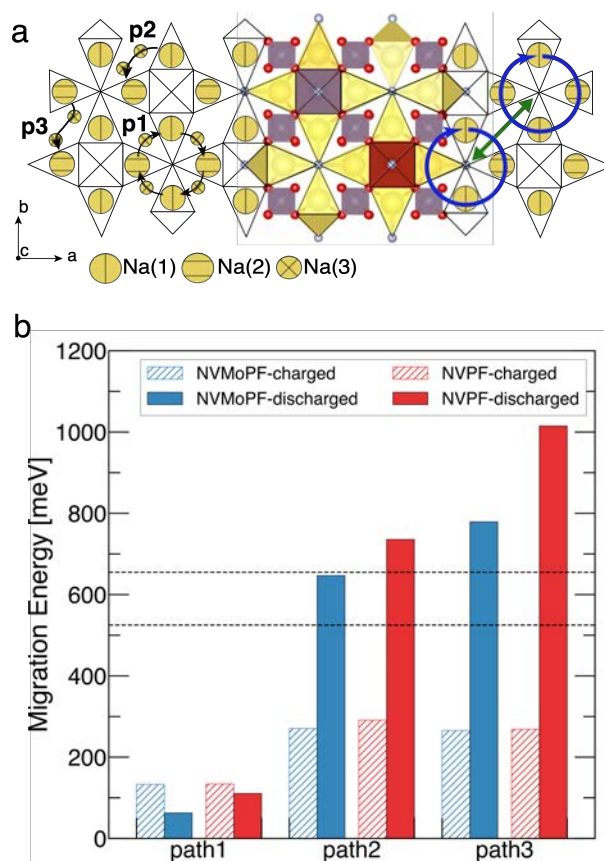 a
p2
p3
p1
b
c
a
Na(1)
Na(2)
Na(3)
b
1200
1000
800
600
400
200
0
Migration Energy [meV]
NVMoPF-charged
NVPF-charged
NVMoPF-discharged
NVPF-discharged
path1
path2
path3